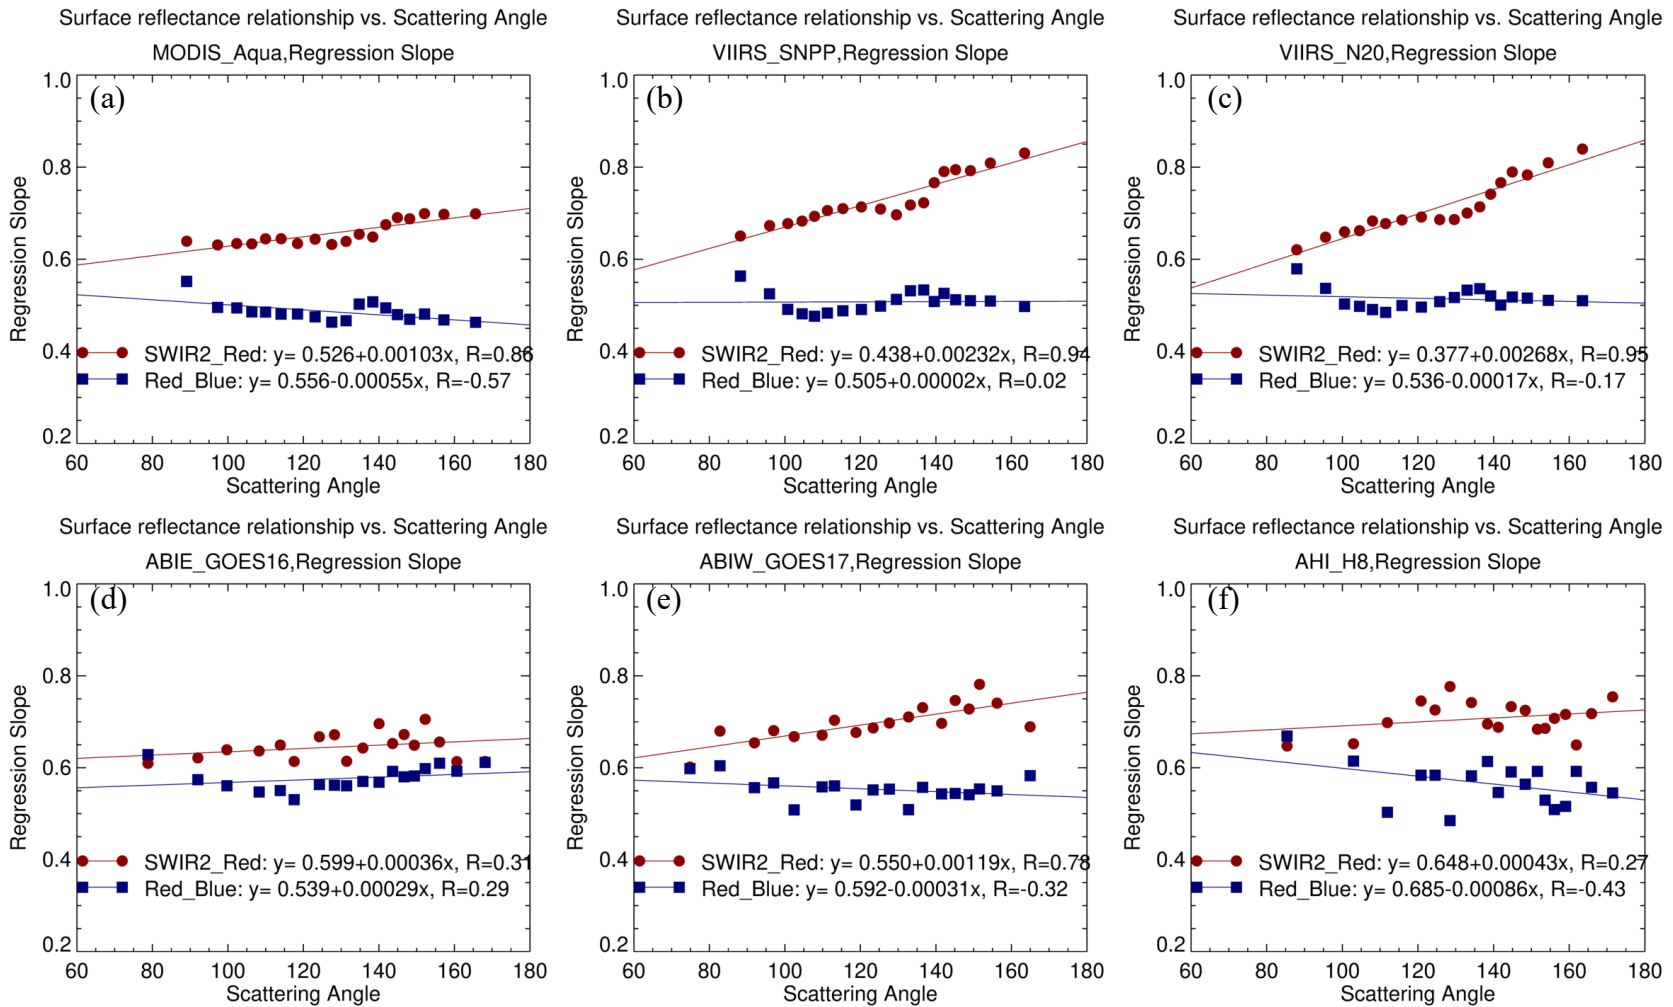 Surface reflectance relationship vs. Scattering Angle
MODIS_Aqua,Regression Slope
(a)
1.0
0.8
0.6
0.4
0.2
Regression Slope
SWIR2_Red: y= 0.526+0.00103x, R=0.86
Red_Blue: y= 0.556-0.00055x, R=-0.57
60 80 100 120 140 160 180
Scattering Angle
Surface reflectance relationship vs. Scattering Angle
VIIRS_SNPP,Regression Slope
(b)
1.0
0.8
0.6
0.4
0.2
Regression Slope
SWIR2_Red: y= 0.438+0.00232x, R=0.94
Red_Blue: y= 0.505+0.00002x, R=0.02
60 80 100 120 140 160 180
Scattering Angle
Surface reflectance relationship vs. Scattering Angle
VIIRS_N20,Regression Slope
(c)
1.0
0.8
0.6
0.4
0.2
Regression Slope
SWIR2_Red: y= 0.377+0.00268x, R=0.95
Red_Blue: y= 0.536-0.00017x, R=-0.17
60 80 100 120 140 160 180
Scattering Angle
Surface reflectance relationship vs. Scattering Angle
ABIE_GOES16,Regression Slope
(d)
1.0
0.8
0.6
0.4
0.2
Regression Slope
SWIR2_Red: y= 0.599+0.00036x, R=0.31
Red_Blue: y= 0.539+0.00029x, R=0.29
60 80 100 120 140 160 180
Scattering Angle
Surface reflectance relationship vs. Scattering Angle
ABIW_GOES17,Regression Slope
(e)
1.0
0.8
0.6
0.4
0.2
Regression Slope
SWIR2_Red: y= 0.550+0.00119x, R=0.78
Red_Blue: y= 0.592-0.00031x, R=-0.32
60 80 100 120 140 160 180
Scattering Angle
Surface reflectance relationship vs. Scattering Angle
AHI_H8,Regression Slope
(f)
1.0
0.8
0.6
0.4
0.2
Regression Slope
SWIR2_Red: y= 0.648+0.00043x, R=0.27
Red_Blue: y= 0.685-0.00086x, R=-0.43
60 80 100 120 140 160 180
Scattering Angle